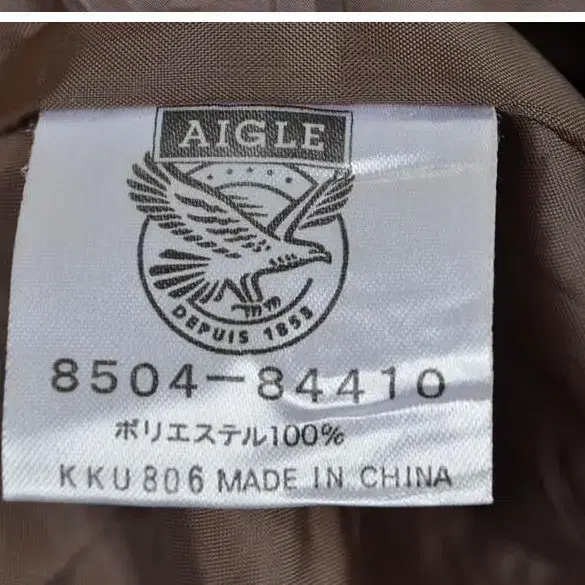 AIGLE
DEPUIS 1853
8504-84410
ポリエステル100%
KKU806 MADE IN CHINA